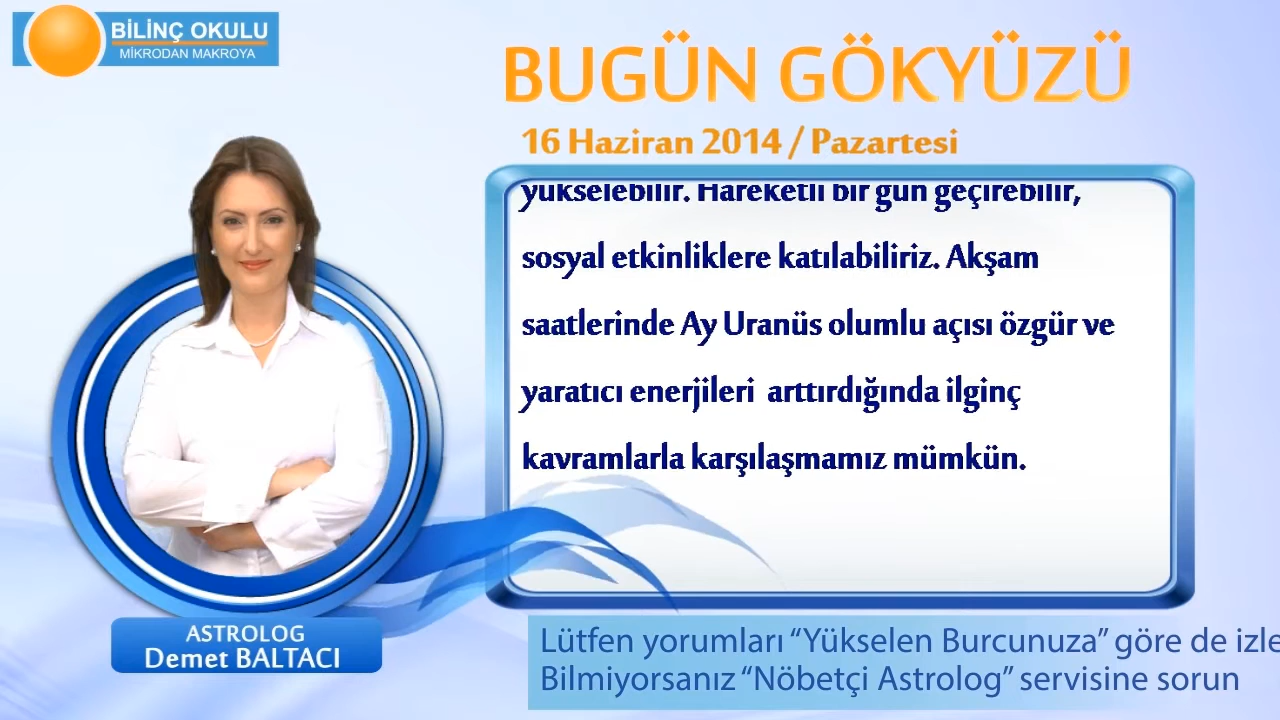 BİLİNÇ OKULU
MİKRODAN MAKROYA
BUGÜN GÖKYÜZÜ
16 Haziran 2014 / Pazartesi
yükselebilir. Hareketli bir gün geçirebilir,
sosyal etkinliklere katılabiliriz. Akşam
saatlerinde Ay Uranüs olumlu açısı özgür ve
yaratıcı enerjileri arttırdığında ilginç
kavramlarla karşılaşmamız mümkün.
ASTROLOG
Demet BALTACI
Lütfen yorumları “Yükselen Burcunuza” göre de izle
Bilmiyorsanız “Nöbetçi Astrolog” servisine sorun